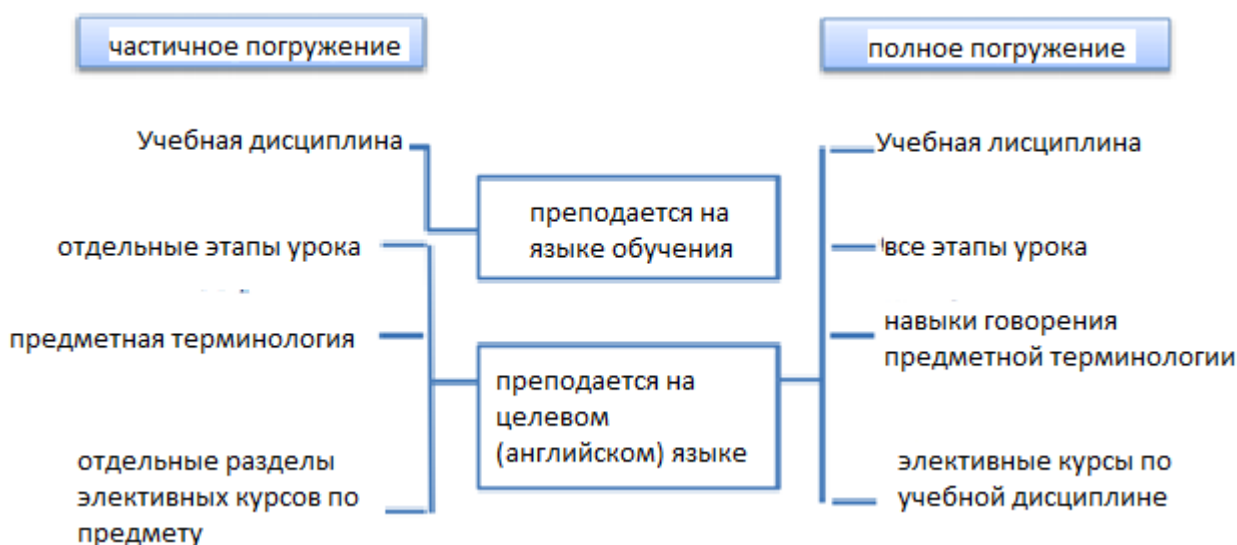 частичное погружение
полное погружение
Учебная дисциплина
Учебная лисциплина
преподается на
языке обучения
отдельные этапы урока
все этапы урока
предметная терминология
навыки говорения
предметной терминологии
преподается на
целевом
(английском) языке
отдельные разделы
элективных курсов по
предмету
элективные курсы по
учебной дисциплине